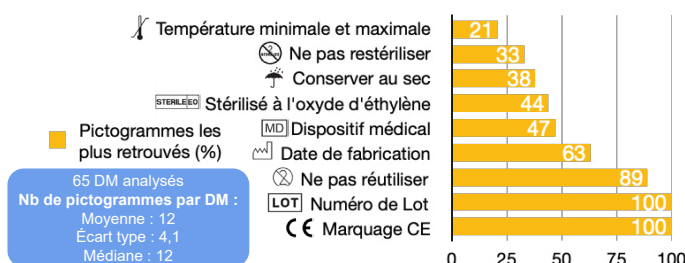 Température minimale et maximale 21
Ne pas restériliser 33
Conserver au sec 38
STERILE EO Stérilisé à l'oxyde d'éthylène 44
MD Dispositif médical 47
Date de fabrication 63
Ne pas réutiliser 89
LOT Numéro de Lot 100
CE Marquage CE 100
0 25 50 75 100
Pictogrammes les
plus retrouvés (%)
65 DM analysés
Nb de pictogrammes par DM :
Moyenne : 12
Écart type : 4,1
Médiane : 12